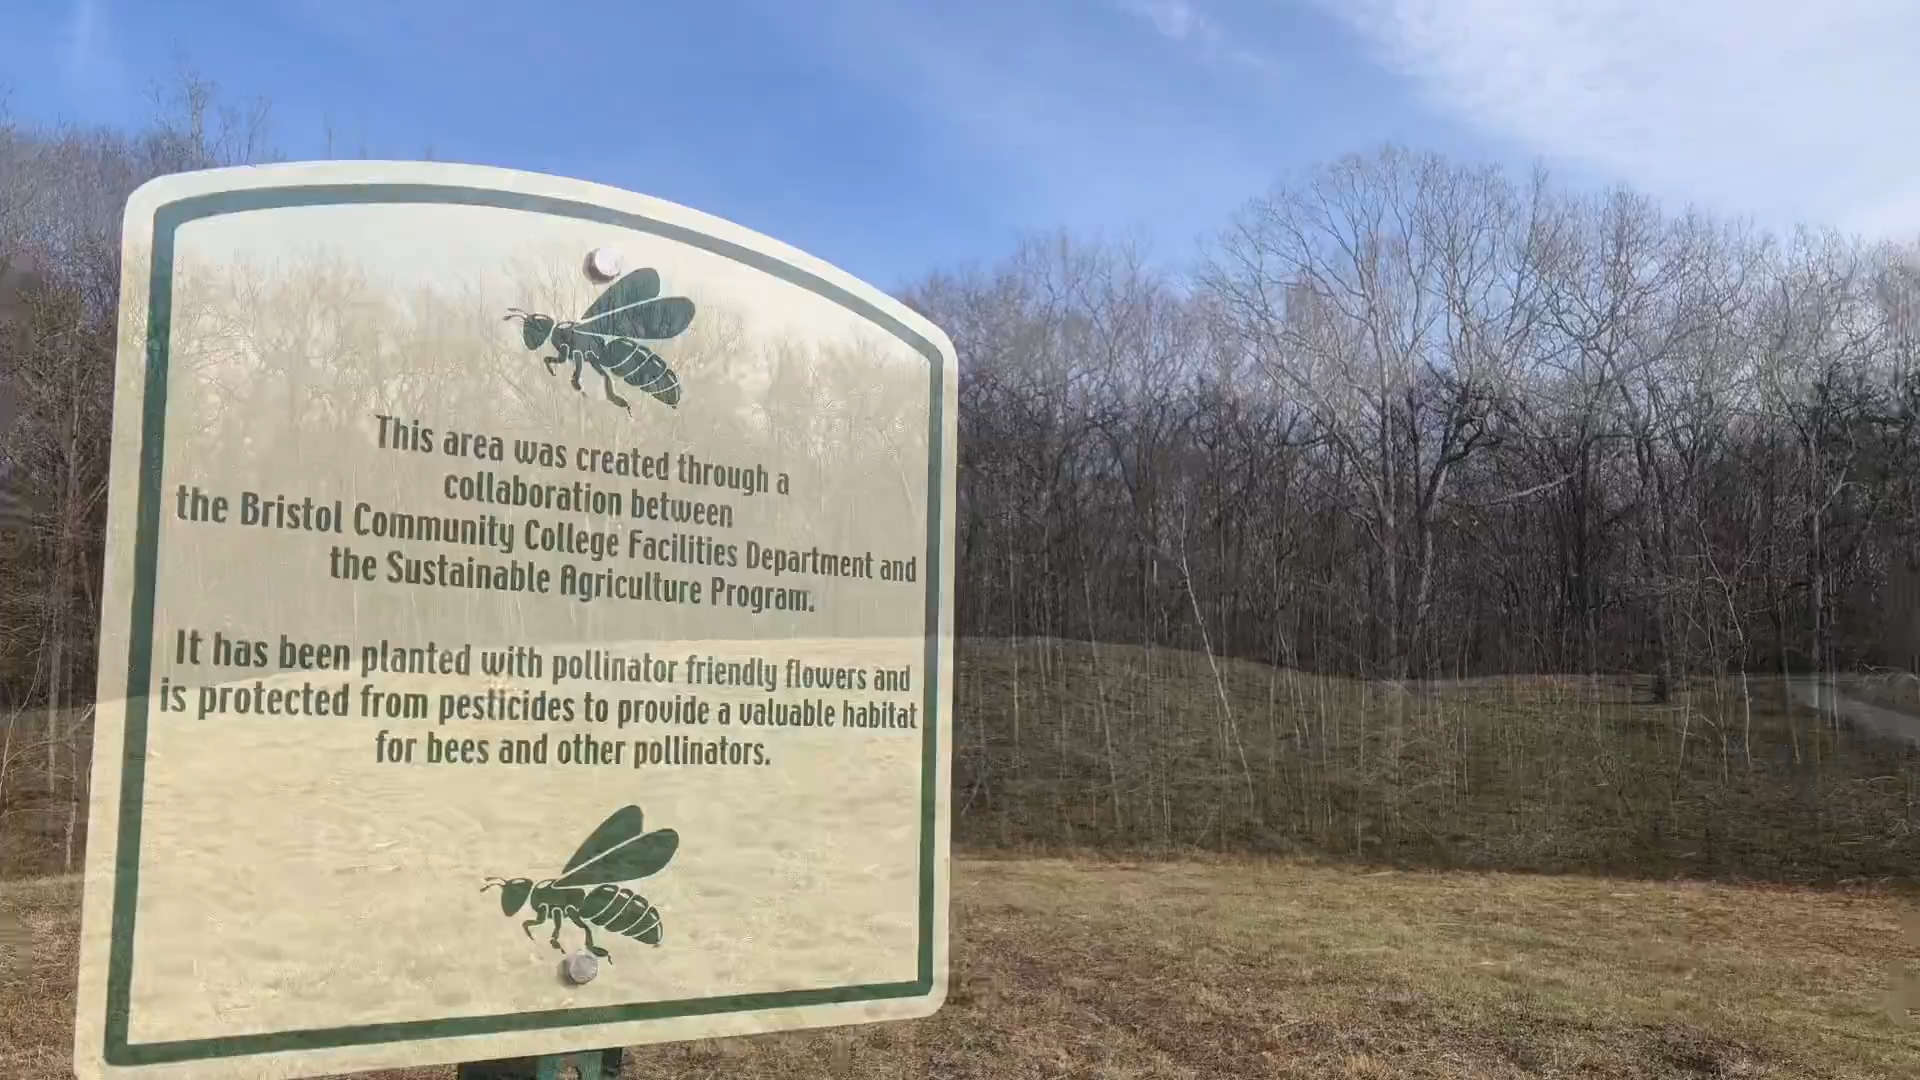 This area was created through a
collaboration between
the Bristol Community College Facilities Department and
the Sustainable Agriculture Program.
It has been planted with pollinator friendly flowers and
is protected from pesticides to provide a valuable habitat
for bees and other pollinators.